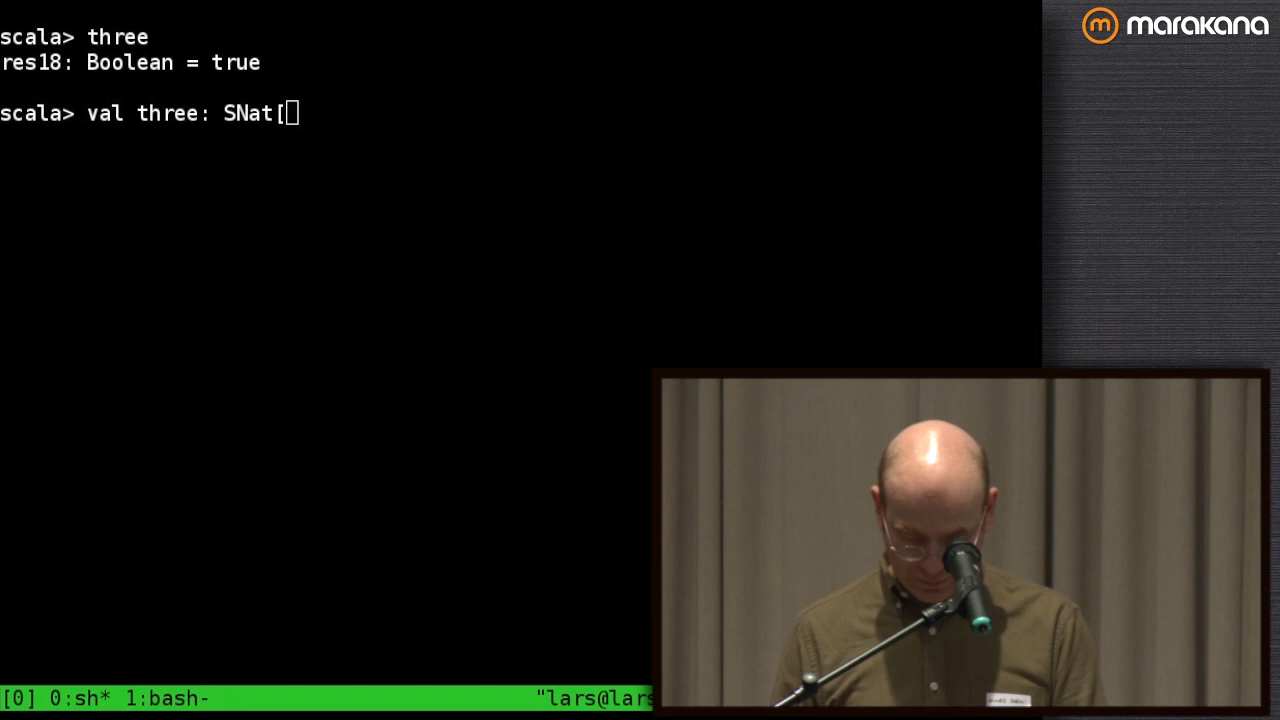 marakana
scala> three
res18: Boolean = true
scala> val three: SNat[
[0] 0:sh* 1:bash- "lars@lars